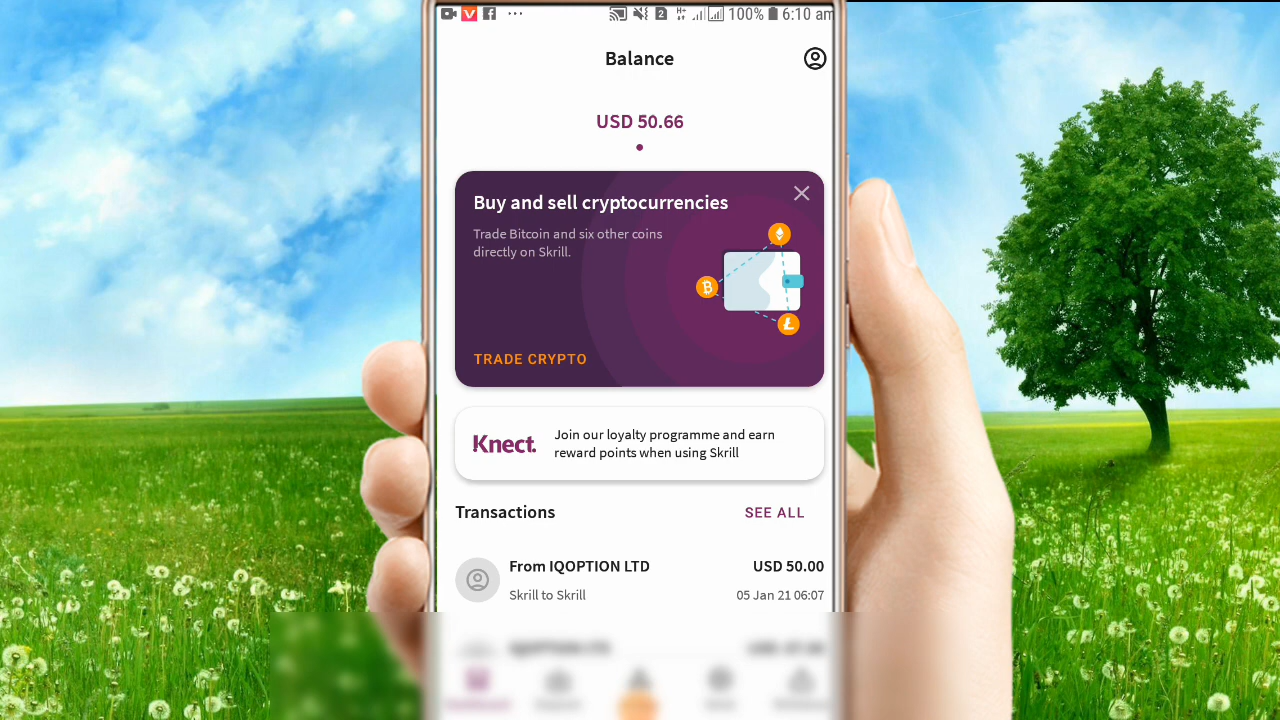 100% 6:10 am
Balance
USD 50.66
Buy and sell cryptocurrencies
Trade Bitcoin and six other coins
directly on Skrill.
TRADE CRYPTO
Knect.
Join our loyalty programme and earn
reward points when using Skrill
Transactions
SEE ALL
From IQOPTION LTD
USD 50.00
Skrill to Skrill
05 Jan 21 06:07